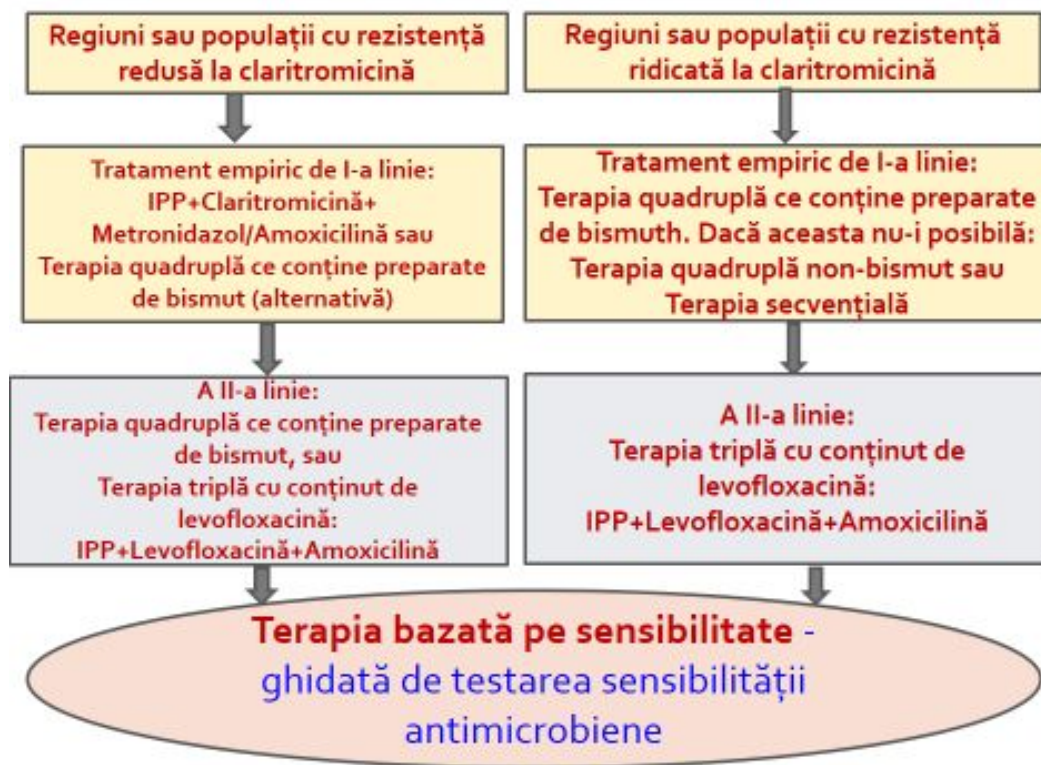 Regiuni sau populații cu rezistență
redusă la claritromicină
Tratament empiric de I-a linie:
IPP+Claritromicină+
Metronidazol/Amoxicilină sau
Terapia quadruplă ce conține preparate
de bismut (alternativă)
A II-a linie:
Terapia quadruplă ce conține preparate
de bismut, sau
Terapia triplă cu conținut de
levofloxacină:
IPP+Levofloxacină+Amoxicilină
Regiuni sau populații cu rezistență
ridicată la claritromicină
Tratament empiric de I-a linie:
Terapia quadruplă ce conține preparate
de bismuth. Dacă aceasta nu-i posibilă:
Terapia quadruplă non-bismut sau
Terapia secvențială
A II-a linie:
Terapia triplă cu conținut de
levofloxacină:
IPP+Levofloxacină+Amoxicilină
Terapia bazată pe sensibilitate -
ghidată de testarea sensibilității
antimicrobiene